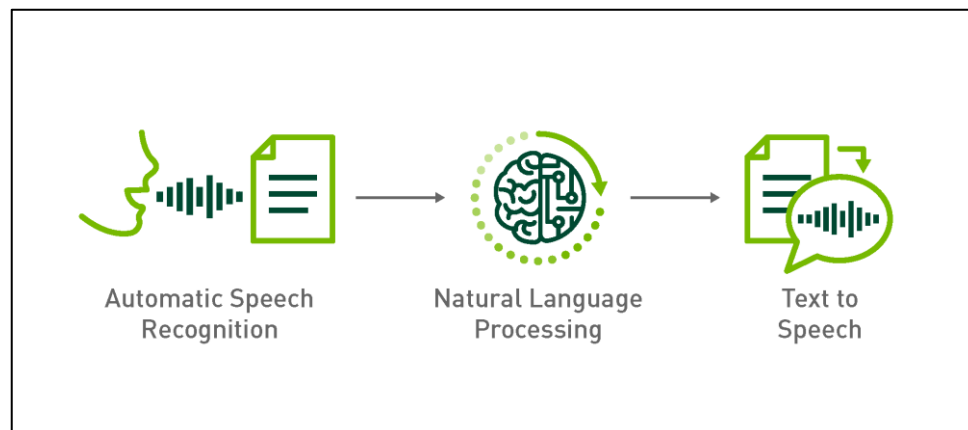 Automatic Speech
Recognition
Natural Language
Processing
Text to
Speech